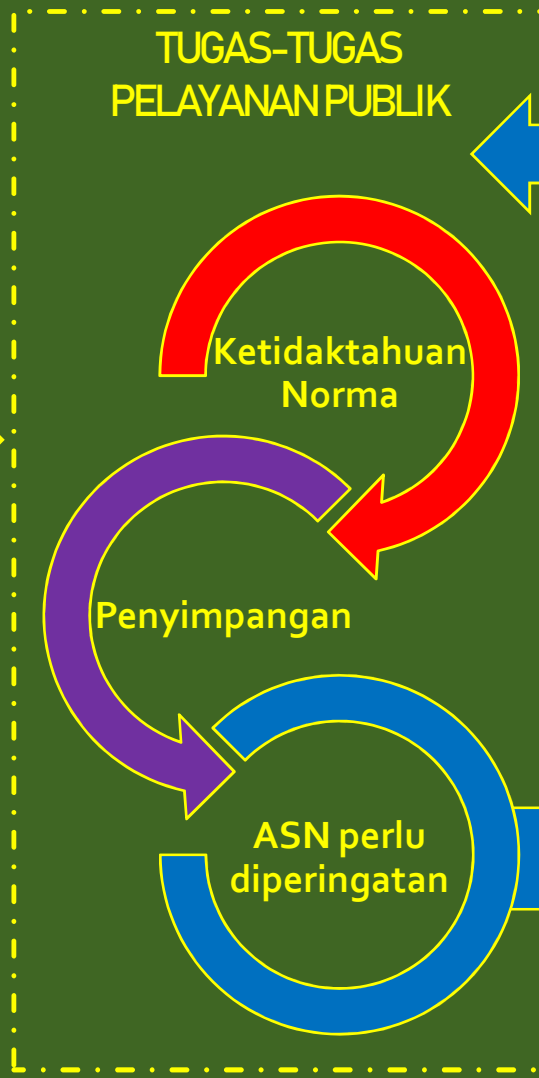 TUGAS-TUGAS
PELAYANAN PUBLIK
Ketidaktahuan
Norma
Penyimpangan
ASN perlu
diperingatan